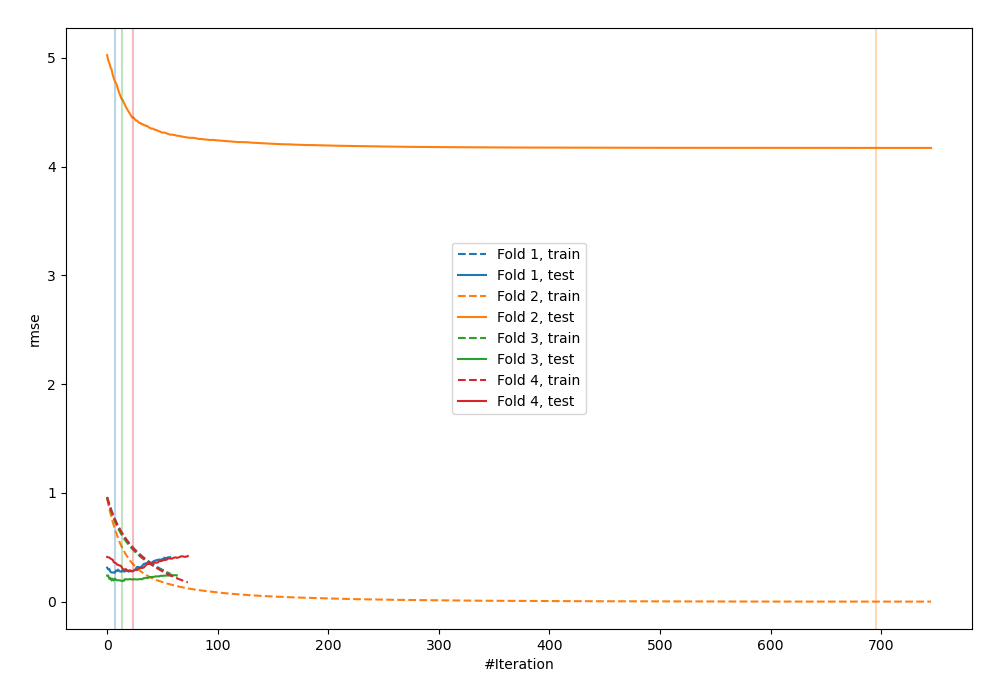 5
4
3
2
1
0
rmse
Fold 1, train
Fold 1, test
Fold 2, train
Fold 2, test
Fold 3, train
Fold 3, test
Fold 4, train
Fold 4, test
0 100 200 300 400 500 600 700
#Iteration